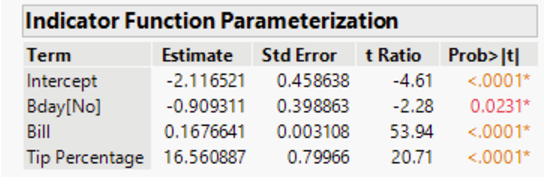 Indicator Function Parameterization
Term Estimate Std Error t Ratio Prob>|t|
Intercept -2.116521 0.458638 -4.61 <.0001*
Bday[No] -0.909311 0.398863 -2.28 0.0231*
Bill 0.1676641 0.003108 53.94 <.0001*
Tip Percentage 16.560887 0.79966 20.71 <.0001*